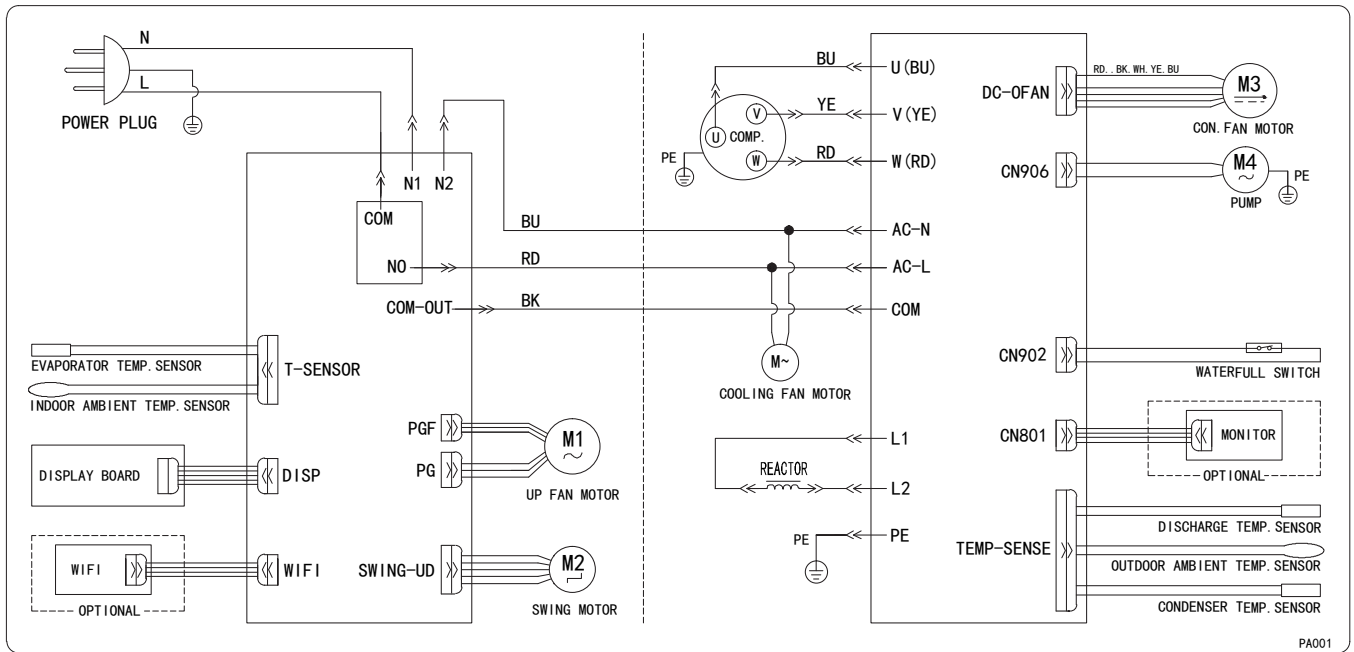 N
L
POWER PLUG
COM
N1
N2
NO
BU
RD
COM-OUT
BK
EVAPORATOR TEMP. SENSOR
INDOOR AMBIENT TEMP. SENSOR
T-SENSOR
DISPLAY BOARD
DISP
WIFI
OPTIONAL
WIFI
PGF
PG
M1
UP FAN MOTOR
SWING-UD
M2
SWING MOTOR
BU
U(BU)
V
YE
V(YE)
U
COMP.
W
RD
W(RD)
PE
AC-N
AC-L
COM
M~
COOLING FAN MOTOR
L1
REACTOR
L2
PE
PE
DC-OFAN
RD. .BK. WH. YE. BU
M3
CON. FAN MOTOR
CN906
M4
PE
PUMP
CN902
WATERFULL SWITCH
CN801
MONITOR
OPTIONAL
TEMP-SENSE
DISCHARGE TEMP. SENSOR
OUTDOOR AMBIENT TEMP. SENSOR
CONDENSER TEMP. SENSOR
PA001